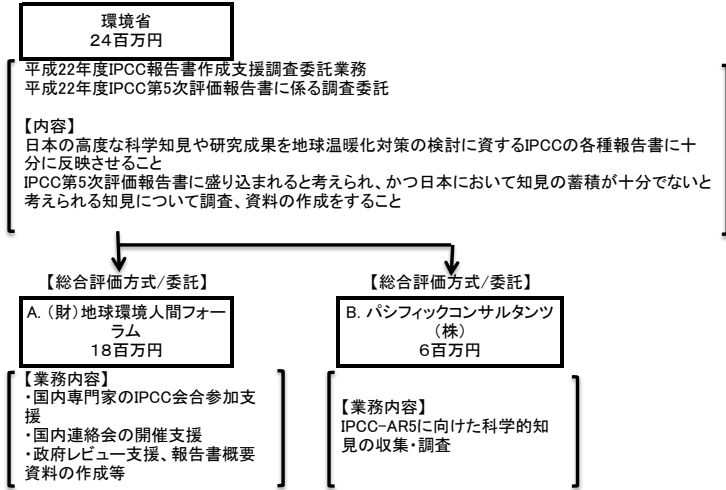 環境省
24百万円
平成22年度IPCC報告書作成支援調査委託業務
平成22年度IPCC第5次評価報告書に係る調査委託
【内容】
日本の高度な科学知見や研究成果を地球温暖化対策の検討に資するIPCCの各種報告書に十
分に反映させること
IPCC第5次評価報告書に盛り込まれると考えられ、かつ日本において知見の蓄積が十分でないと
考えられる知見について調査、資料の作成をすること
【総合評価方式/委託】
A. （財）地球環境人間フォー
ラム
18百万円
【業務内容】
・国内専門家のIPCC会合参加支
援
・国内連絡会の開催支援
・政府レビュー支援、報告書概要
資料の作成等
【総合評価方式/委託】
B. パシフィックコンサルタンツ
（株）
6百万円
【業務内容】
IPCC-AR5に向けた科学的知
見の収集・調査